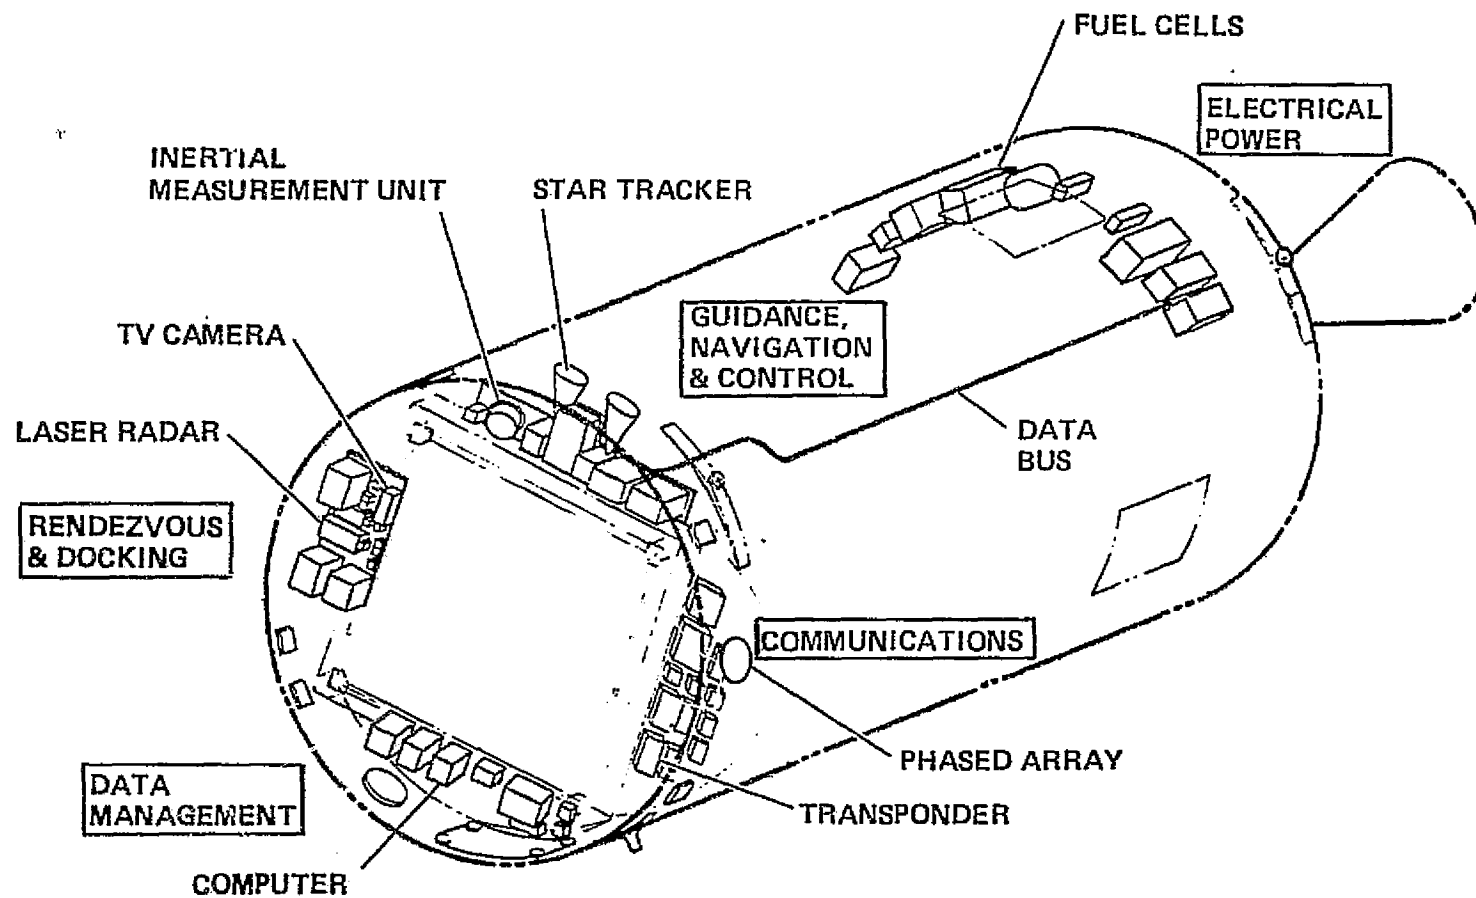 FUEL CELLS
ELECTRICAL
POWER
INERTIAL
MEASUREMENT UNIT
STAR TRACKER
GUIDANCE,
NAVIGATION
& CONTROL
TV CAMERA
LASER RADAR
DATA
BUS
RENDEZVOUS
& DOCKING
COMMUNICATIONS
PHASED ARRAY
DATA
MANAGEMENT
TRANSPONDER
COMPUTER